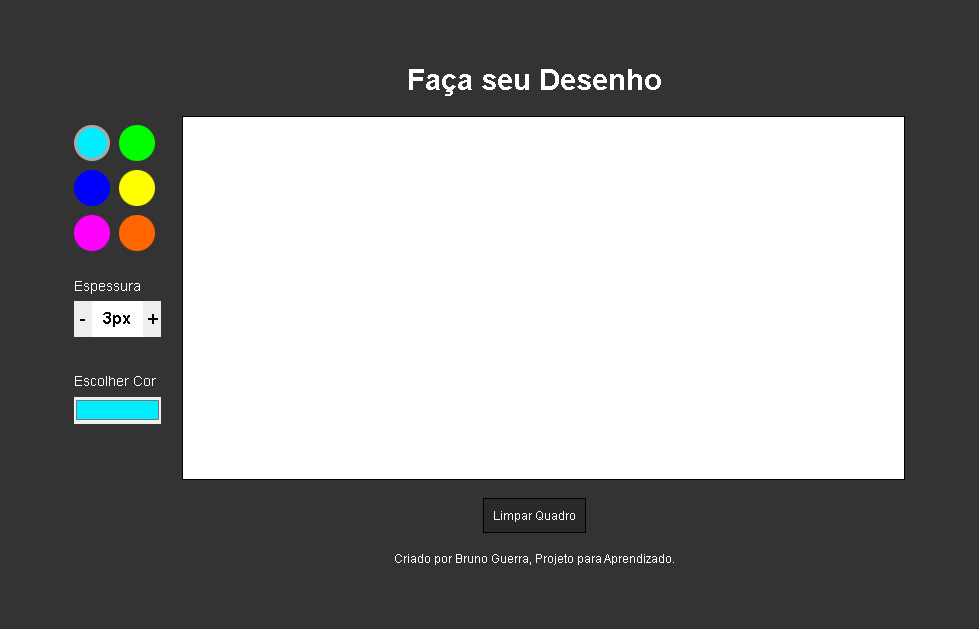 Faça seu Desenho
Espessura
- 3px +
Escolher Cor
Limpar Quadro
Criado por Bruno Guerra, Projeto para Aprendizado.